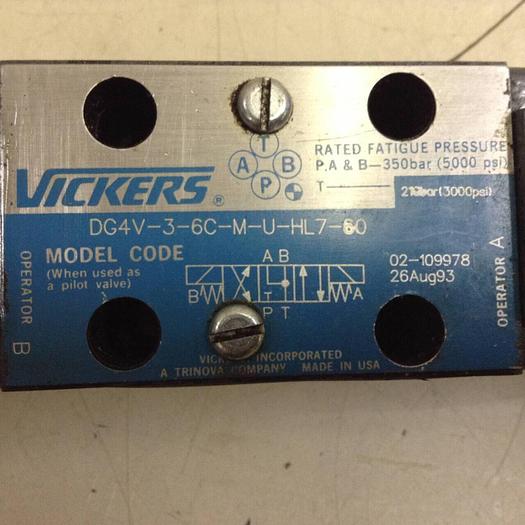 T
A B
P
RATED FATIGUE PRESSURE
P.A & B—350bar (5000 psi)
T 210bar (3000psi)
VICKERS®
DG4V-3-6C-M-U-HL7-60
MODEL CODE
(When used as
a pilot valve)
OPERATOR B
A B
B T A
P T
02-109978
26Aug93
OPERATOR A
INCORPORATED
A TRINOVA COMPANY MADE IN USA